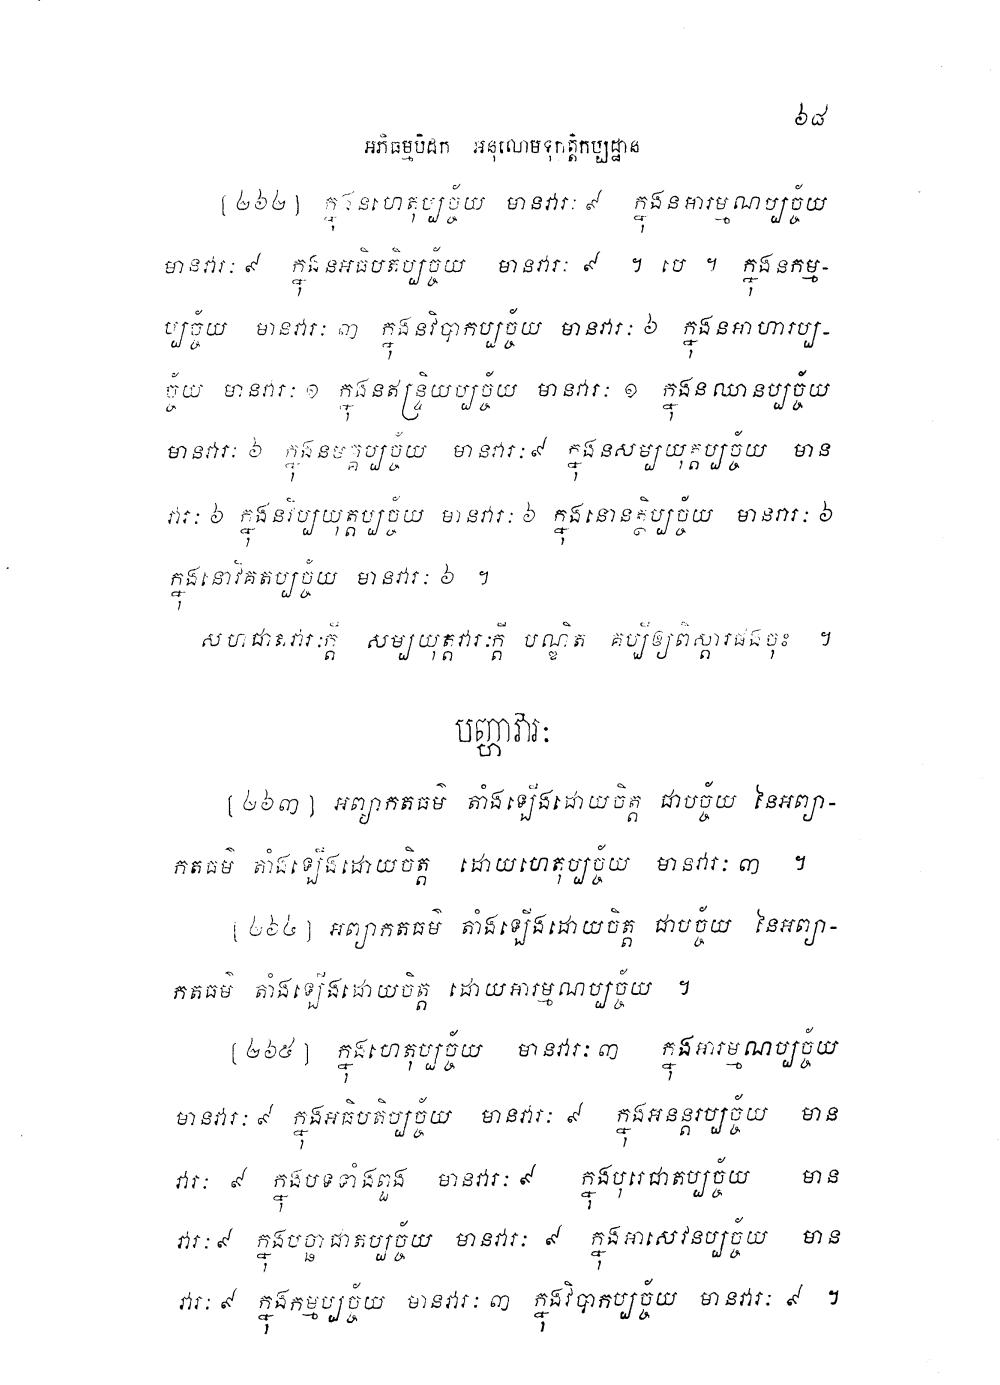 ៦៨
អភិធម្មបិដក អនុលោមទុកត្តិកប្បដ្ឋាន
[២៦២] ក្នុងនហេតុប្បច្ច័យ មានវារៈ ៩ ក្នុងនអារម្មណប្បច្ច័យ
មានវារៈ ៩ ក្នុងនអធិបតិប្បច្ច័យ មានវារៈ ៩ ។ បេ ។ ក្នុងនកម្ម-
ប្បច្ច័យ មានវារៈ ៣ ក្នុងនវិបាកប្បច្ច័យ មានវារៈ ៦ ក្នុងនអាហារប្ប-
ច្ច័យ មានវារៈ ១ ក្នុងនឥន្ទ្រិយប្បច្ច័យ មានវារៈ ១ ក្នុងនឈានប្បច្ច័យ
មានវារៈ ៦ ក្នុងនមគ្គប្បច្ច័យ មានវារៈ ៩ ក្នុងនសម្បយុត្តប្បច្ច័យ មាន
វារៈ ៦ ក្នុងនវិប្បយុត្តប្បច្ច័យ មានវារៈ ៦ ក្នុងនោនត្ថិប្បច្ច័យ មានវារៈ ៦
ក្នុងនោវិគតប្បច្ច័យ មានវារៈ ៦ ។
សហជាតវារៈក្តី សម្បយុត្តវារៈក្តី បណ្ឌិត គប្បីឲ្យពិស្តារផងចុះ ។
បញ្ហាវារៈ
[២៦៣] អព្យាកតធម៌ តាំងឡើងដោយចិត្ត ជាបច្ច័យ នៃអព្យា-
កតធម៌ តាំងឡើងដោយចិត្ត ដោយហេតុប្បច្ច័យ មានវារៈ ៣ ។
[២៦៤] អព្យាកតធម៌ តាំងឡើងដោយចិត្ត ជាបច្ច័យ នៃអព្យា-
កតធម៌ តាំងឡើងដោយចិត្ត ដោយអារម្មណប្បច្ច័យ ។
[២៦៥] ក្នុងហេតុប្បច្ច័យ មានវារៈ ៣ ក្នុងអារម្មណប្បច្ច័យ
មានវារៈ ៩ ក្នុងអធិបតិប្បច្ច័យ មានវារៈ ៩ ក្នុងអនន្តរប្បច្ច័យ មាន
វារៈ ៩ ក្នុងបទទាំងពួង មានវារៈ ៩ ក្នុងបុរេជាតប្បច្ច័យ មាន
វារៈ ៩ ក្នុងបច្ឆាជាតប្បច្ច័យ មានវារៈ ៩ ក្នុងអាសេវនប្បច្ច័យ មាន
វារៈ ៩ ក្នុងកម្មប្បច្ច័យ មានវារៈ ៣ ក្នុងវិបាកប្បច្ច័យ មានវារៈ ៩ ។